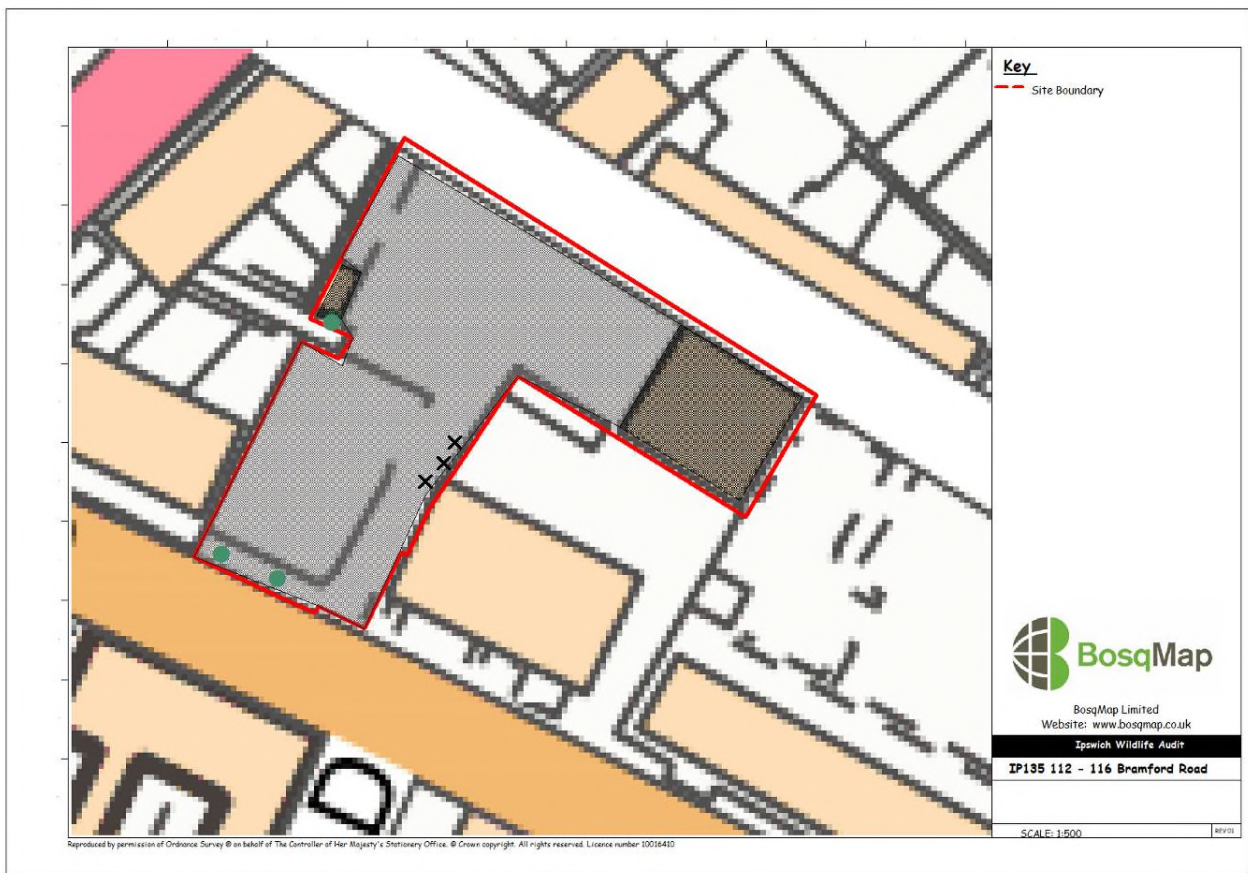 Key
Site Boundary
D
BosqMap
BosqMap Limited
Website: www.bosqmap.co.uk
Ipswich Wildlife Audit
IP135 112 - 116 Bramford Road
SCALE: 1:500
REV01
Reproduced by permission of Ordnance Survey ® on behalf of The Controller of Her Majesty's Stationery Office. © Crown copyright. All rights reserved. Licence number 10016410